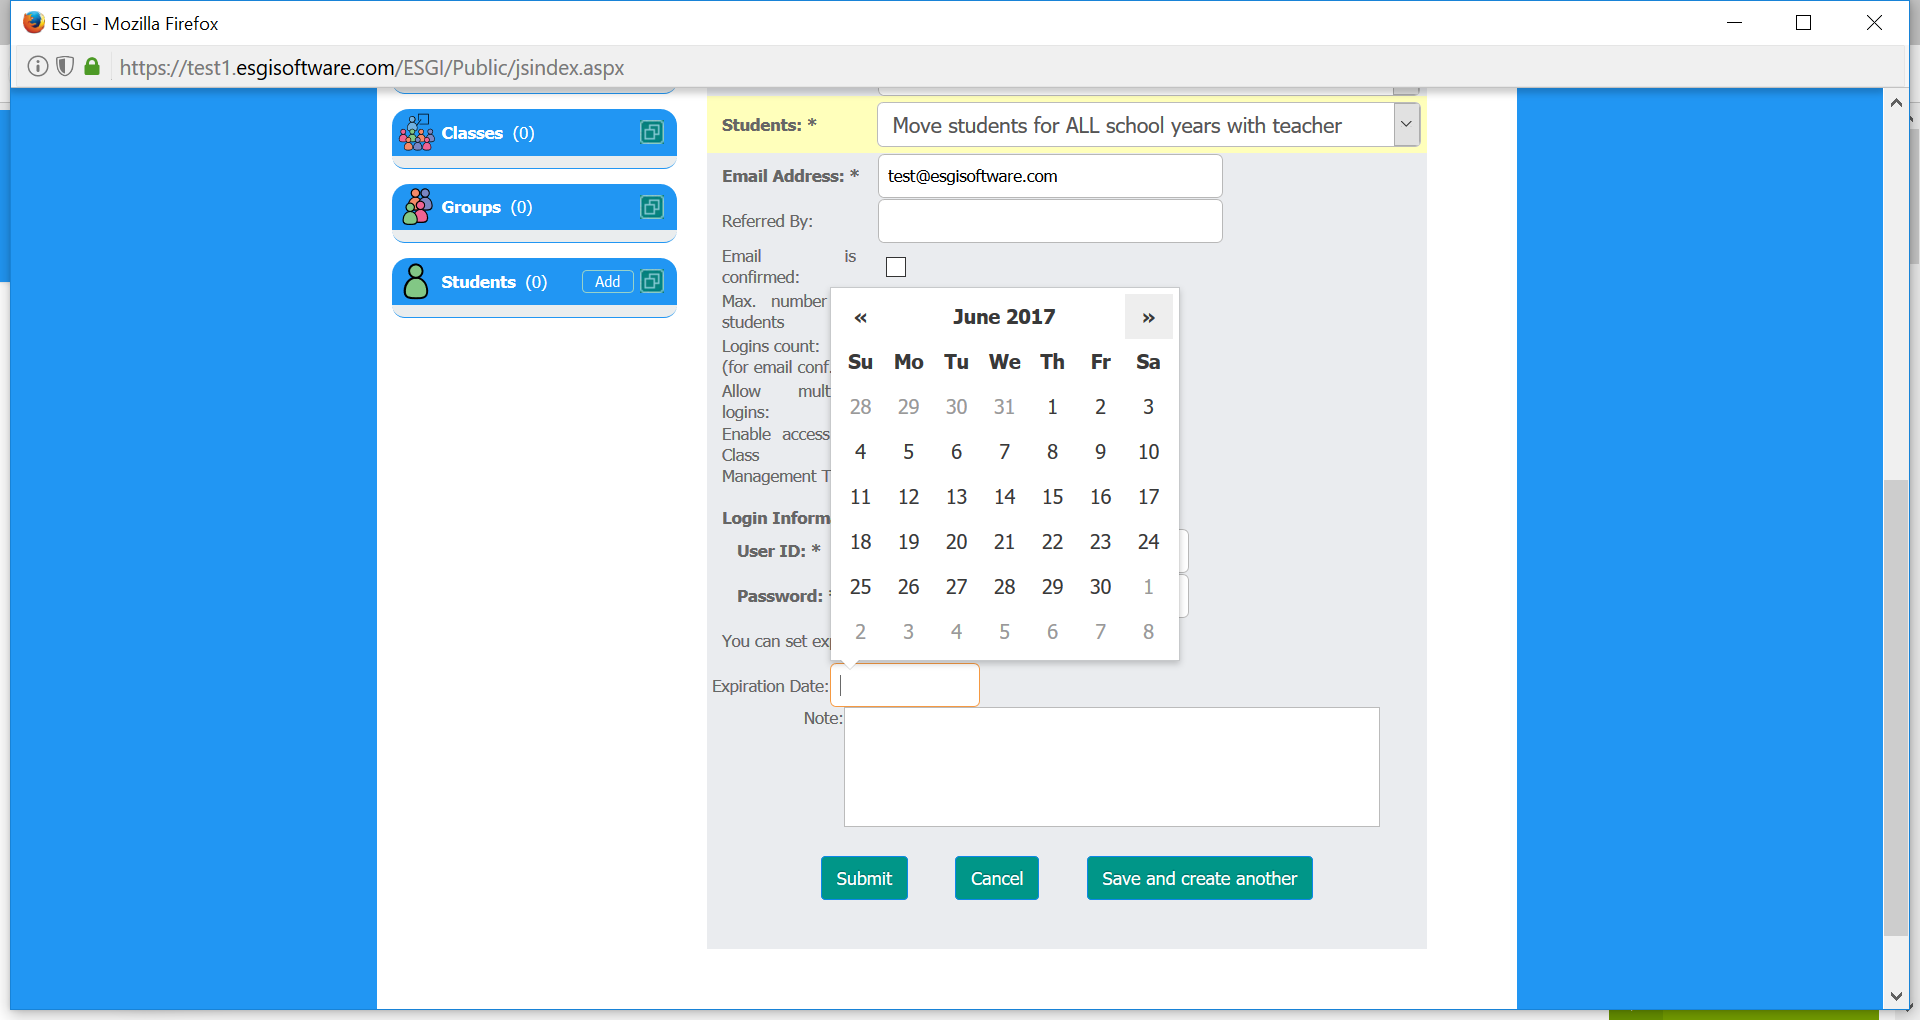 ESGI - Mozilla Firefox
https://test1.esgisoftware.com/ESGI/Public/jsindex.aspx
Classes (0)
Groups (0)
Students (0) Add
Students: * Move students for ALL school years with teacher
Email Address: * test@esgisoftware.com
Referred By:
Email is
confirmed:
Max. number
students
Logins count:
(for email conf.
Allow mult
logins:
Enable access
Class
Management T
Login Inform
User ID: *
Password: *
You can set exp
« June 2017 »
Su Mo Tu We Th Fr Sa
28 29 30 31 1 2 3
4 5 6 7 8 9 10
11 12 13 14 15 16 17
18 19 20 21 22 23 24
25 26 27 28 29 30 1
2 3 4 5 6 7 8
Expiration Date:
Note:
Submit Cancel Save and create another